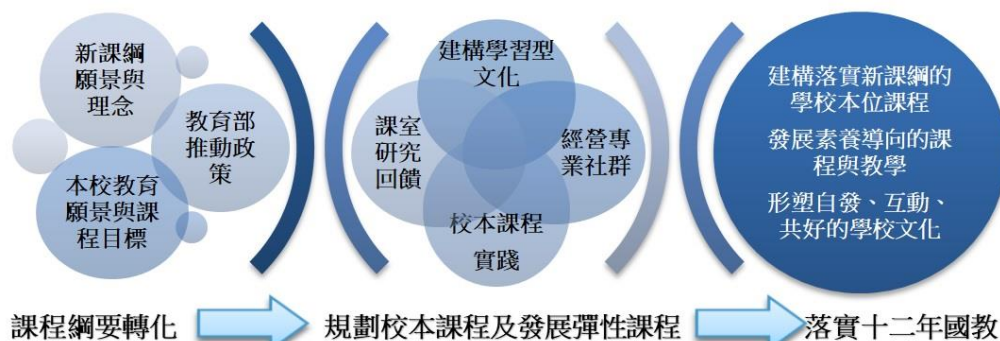 新課綱
願景與
理念
教育部
推動政
策
本校教育
願景與課
程目標
建構學習型
文化
課室
研究
回饋
經營專
業社群
校本課程
實踐
建構落實新課綱的
學校本位課程
發展素養導向的課
程與教學
形塑自發、互動、
共好的學校文化
課程綱要轉化
規劃校本課程及發展彈性課程
落實十二年國教